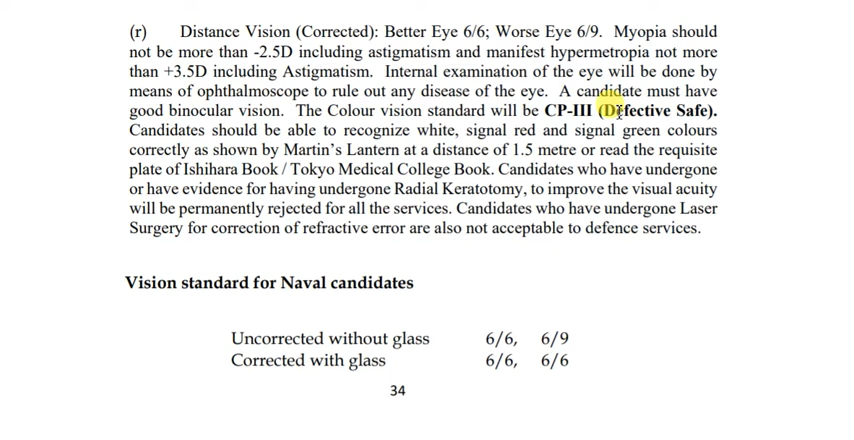 (r) Distance Vision (Corrected): Better Eye 6/6; Worse Eye 6/9. Myopia should
not be more than -2.5D including astigmatism and manifest hypermetropia not more
than +3.5D including Astigmatism. Internal examination of the eye will be done by
means of ophthalmoscope to rule out any disease of the eye. A candidate must have
good binocular vision. The Colour vision standard will be CP-III (Defective Safe).
Candidates should be able to recognize white, signal red and signal green colours
correctly as shown by Martin's Lantern at a distance of 1.5 metre or read the requisite
plate of Ishihara Book / Tokyo Medical College Book. Candidates who have undergone
or have evidence for having undergone Radial Keratotomy, to improve the visual acuity
will be permanently rejected for all the services. Candidates who have undergone Laser
Surgery for correction of refractive error are also not acceptable to defence services.
Vision standard for Naval candidates
Uncorrected without glass 6/6, 6/9
Corrected with glass 6/6, 6/6
34